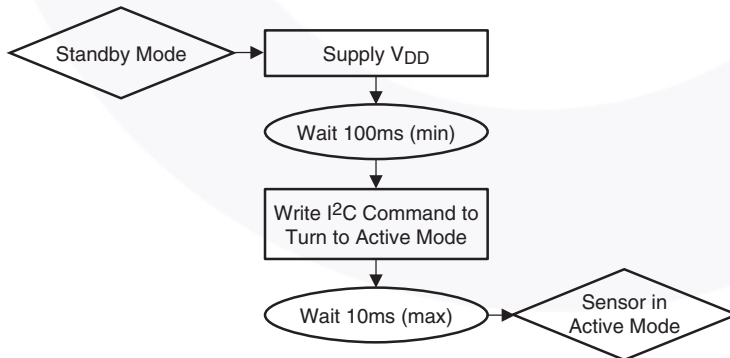 Standby Mode
Supply VDD
Wait 100ms (min)
Write I2C Command to
Turn to Active Mode
Wait 10ms (max)
Sensor in
Active Mode